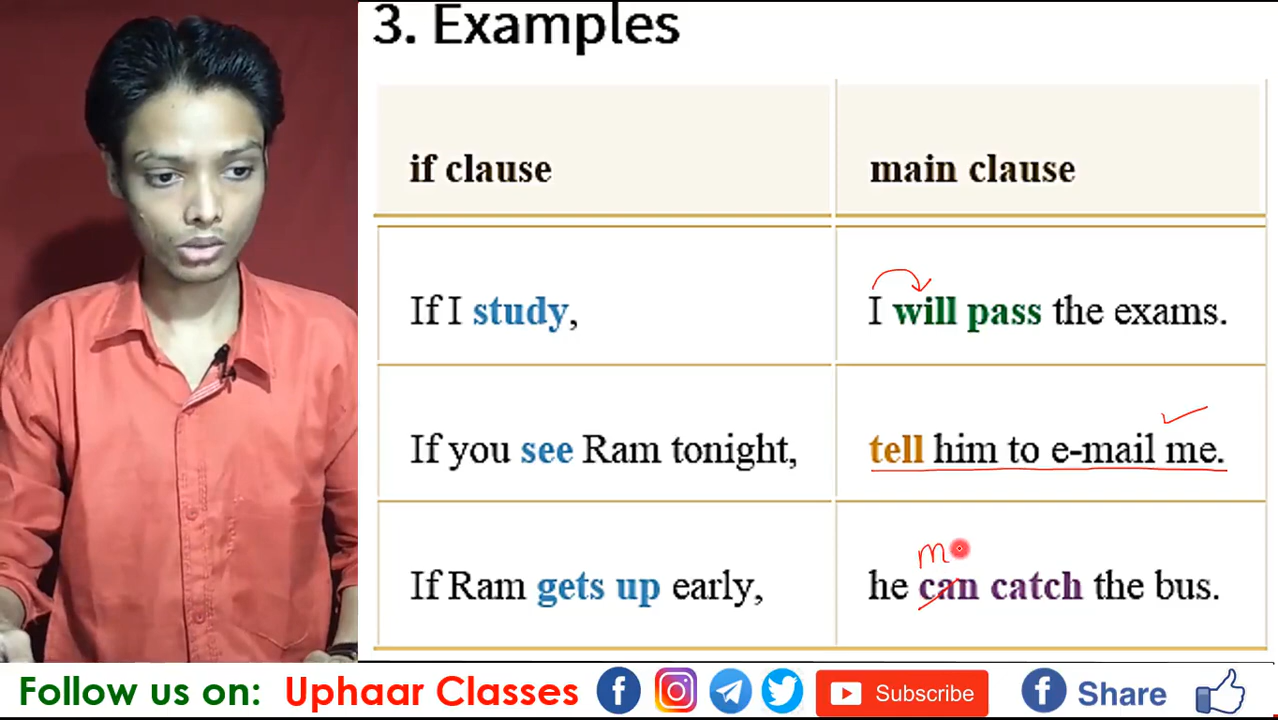 3. Examples
if clause
main clause
If I study,
I will pass the exams.
If you see Ram tonight,
tell him to e-mail me.
m
If Ram gets up early,
he can catch the bus.
Follow us on: Uphaar Classes
Subscribe
Share